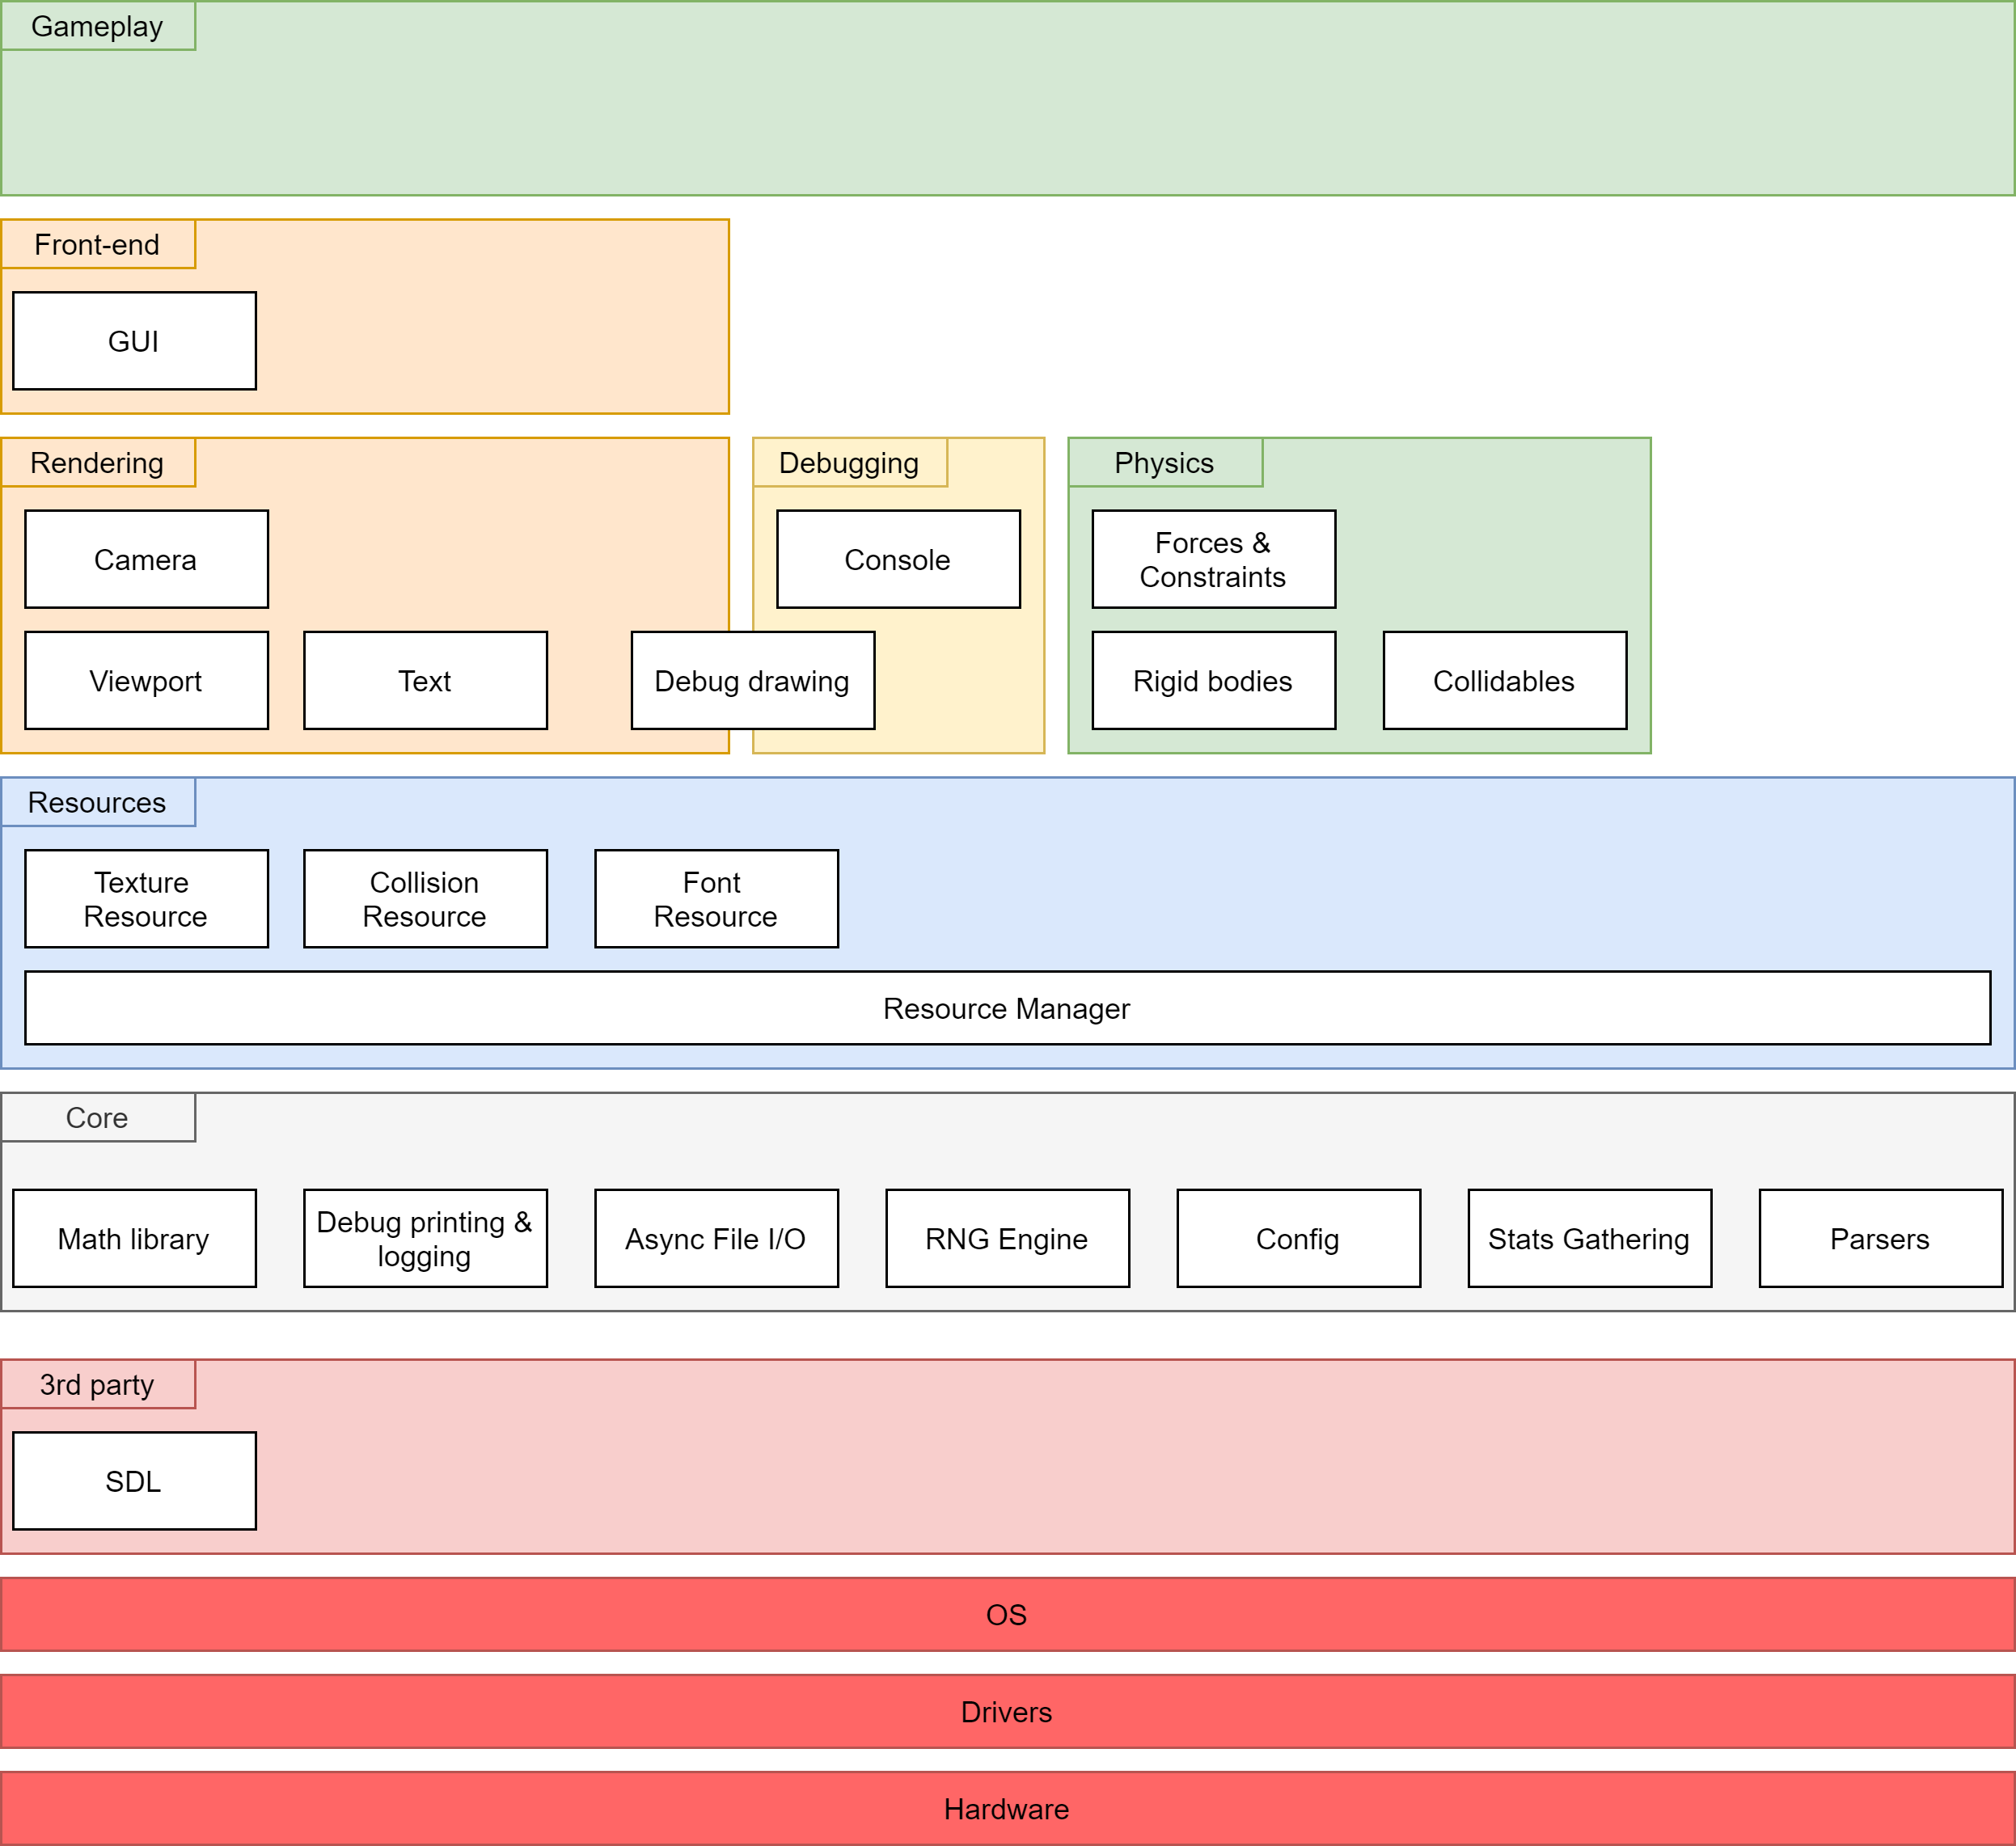 Gameplay
Front-end
GUI
Rendering
Debugging
Physics
Camera
Console
Forces &
Constraints
Viewport
Text
Debug drawing
Rigid bodies
Collidables
Resources
Texture
Resource
Collision
Resource
Font
Resource
Resource Manager
Core
Math library
Debug printing &
logging
Async File I/O
RNG Engine
Config
Stats Gathering
Parsers
3rd party
SDL
OS
Drivers
Hardware